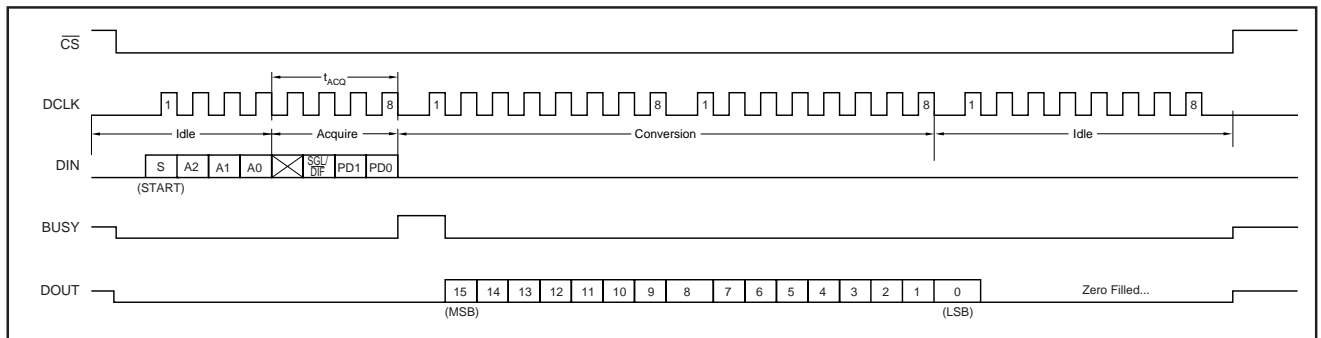 CS
tACQ
DCLK 1 8 1 8 1 8 1 8
Idle Acquire Conversion Idle
DIN S A2 A1 A0 SGL/DIF PD1 PD0
(START)
BUSY
DOUT 15 14 13 12 11 10 9 8 7 6 5 4 3 2 1 0 Zero Filled...
(MSB) (LSB)